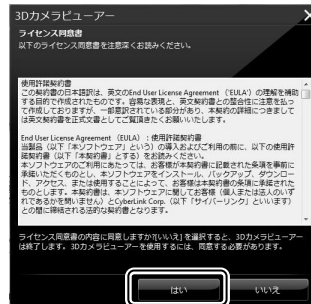 3Dカメラビューアー
ライセンス同意書
以下のライセンス同意書を注意深くお読みください。
使用許諾契約書
この契約書の日本語訳は、英文のEnd User License Agreement（'EULA'）の理解を補助
する目的で作成されたものです。容易な表現と、英文契約書との整合性に注意を払っ
て作成しておりますが、一部意訳されている部分があり、本契約の詳細につきまして
は英文契約書を正式文書としてご覧頂きたくお願いいたします。
End User License Agreement（EULA）：使用許諾契約書
当製品（以下「本ソフトウェア」という）の導入およびご利用の前に、以下の使用許
諾契約書（以下「本契約」とする）をお読みください。
本ソフトウェアのご利用にあたっては、お客様が本契約書に記載された条項を事前に
承諾いただくものとし、本ソフトウェアをインストール、バックアップ、ダウンロー
ド、アクセス、または使用することによって、お客様は本契約書の条項に承諾された
ものとします。本契約は、本ソフトウェアに関してお客様（個人または法人のいず
れであるかを問いません）とCyberLink Corp.（以下「サイバーリンク」といいます）
との間に締結される法的な契約書となります。
ライセンス同意書の内容に同意しますか?[いいえ] を選択すると、3Dカメラビューアー
は終了します。3Dカメラビューアーを使用するには、同意する必要があります。
はい
いいえ